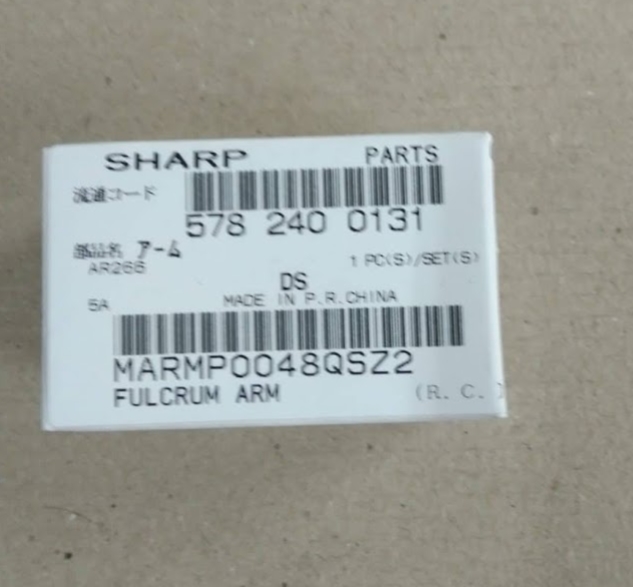 SHARP PARTS
流通コード
578 240 0131
部品名 アーム
AR266 1 PC(S)/SET(S)
DS
5A MADE IN P.R.CHINA
MARMP0048QSZ2
FULCRUM ARM (R. C. )